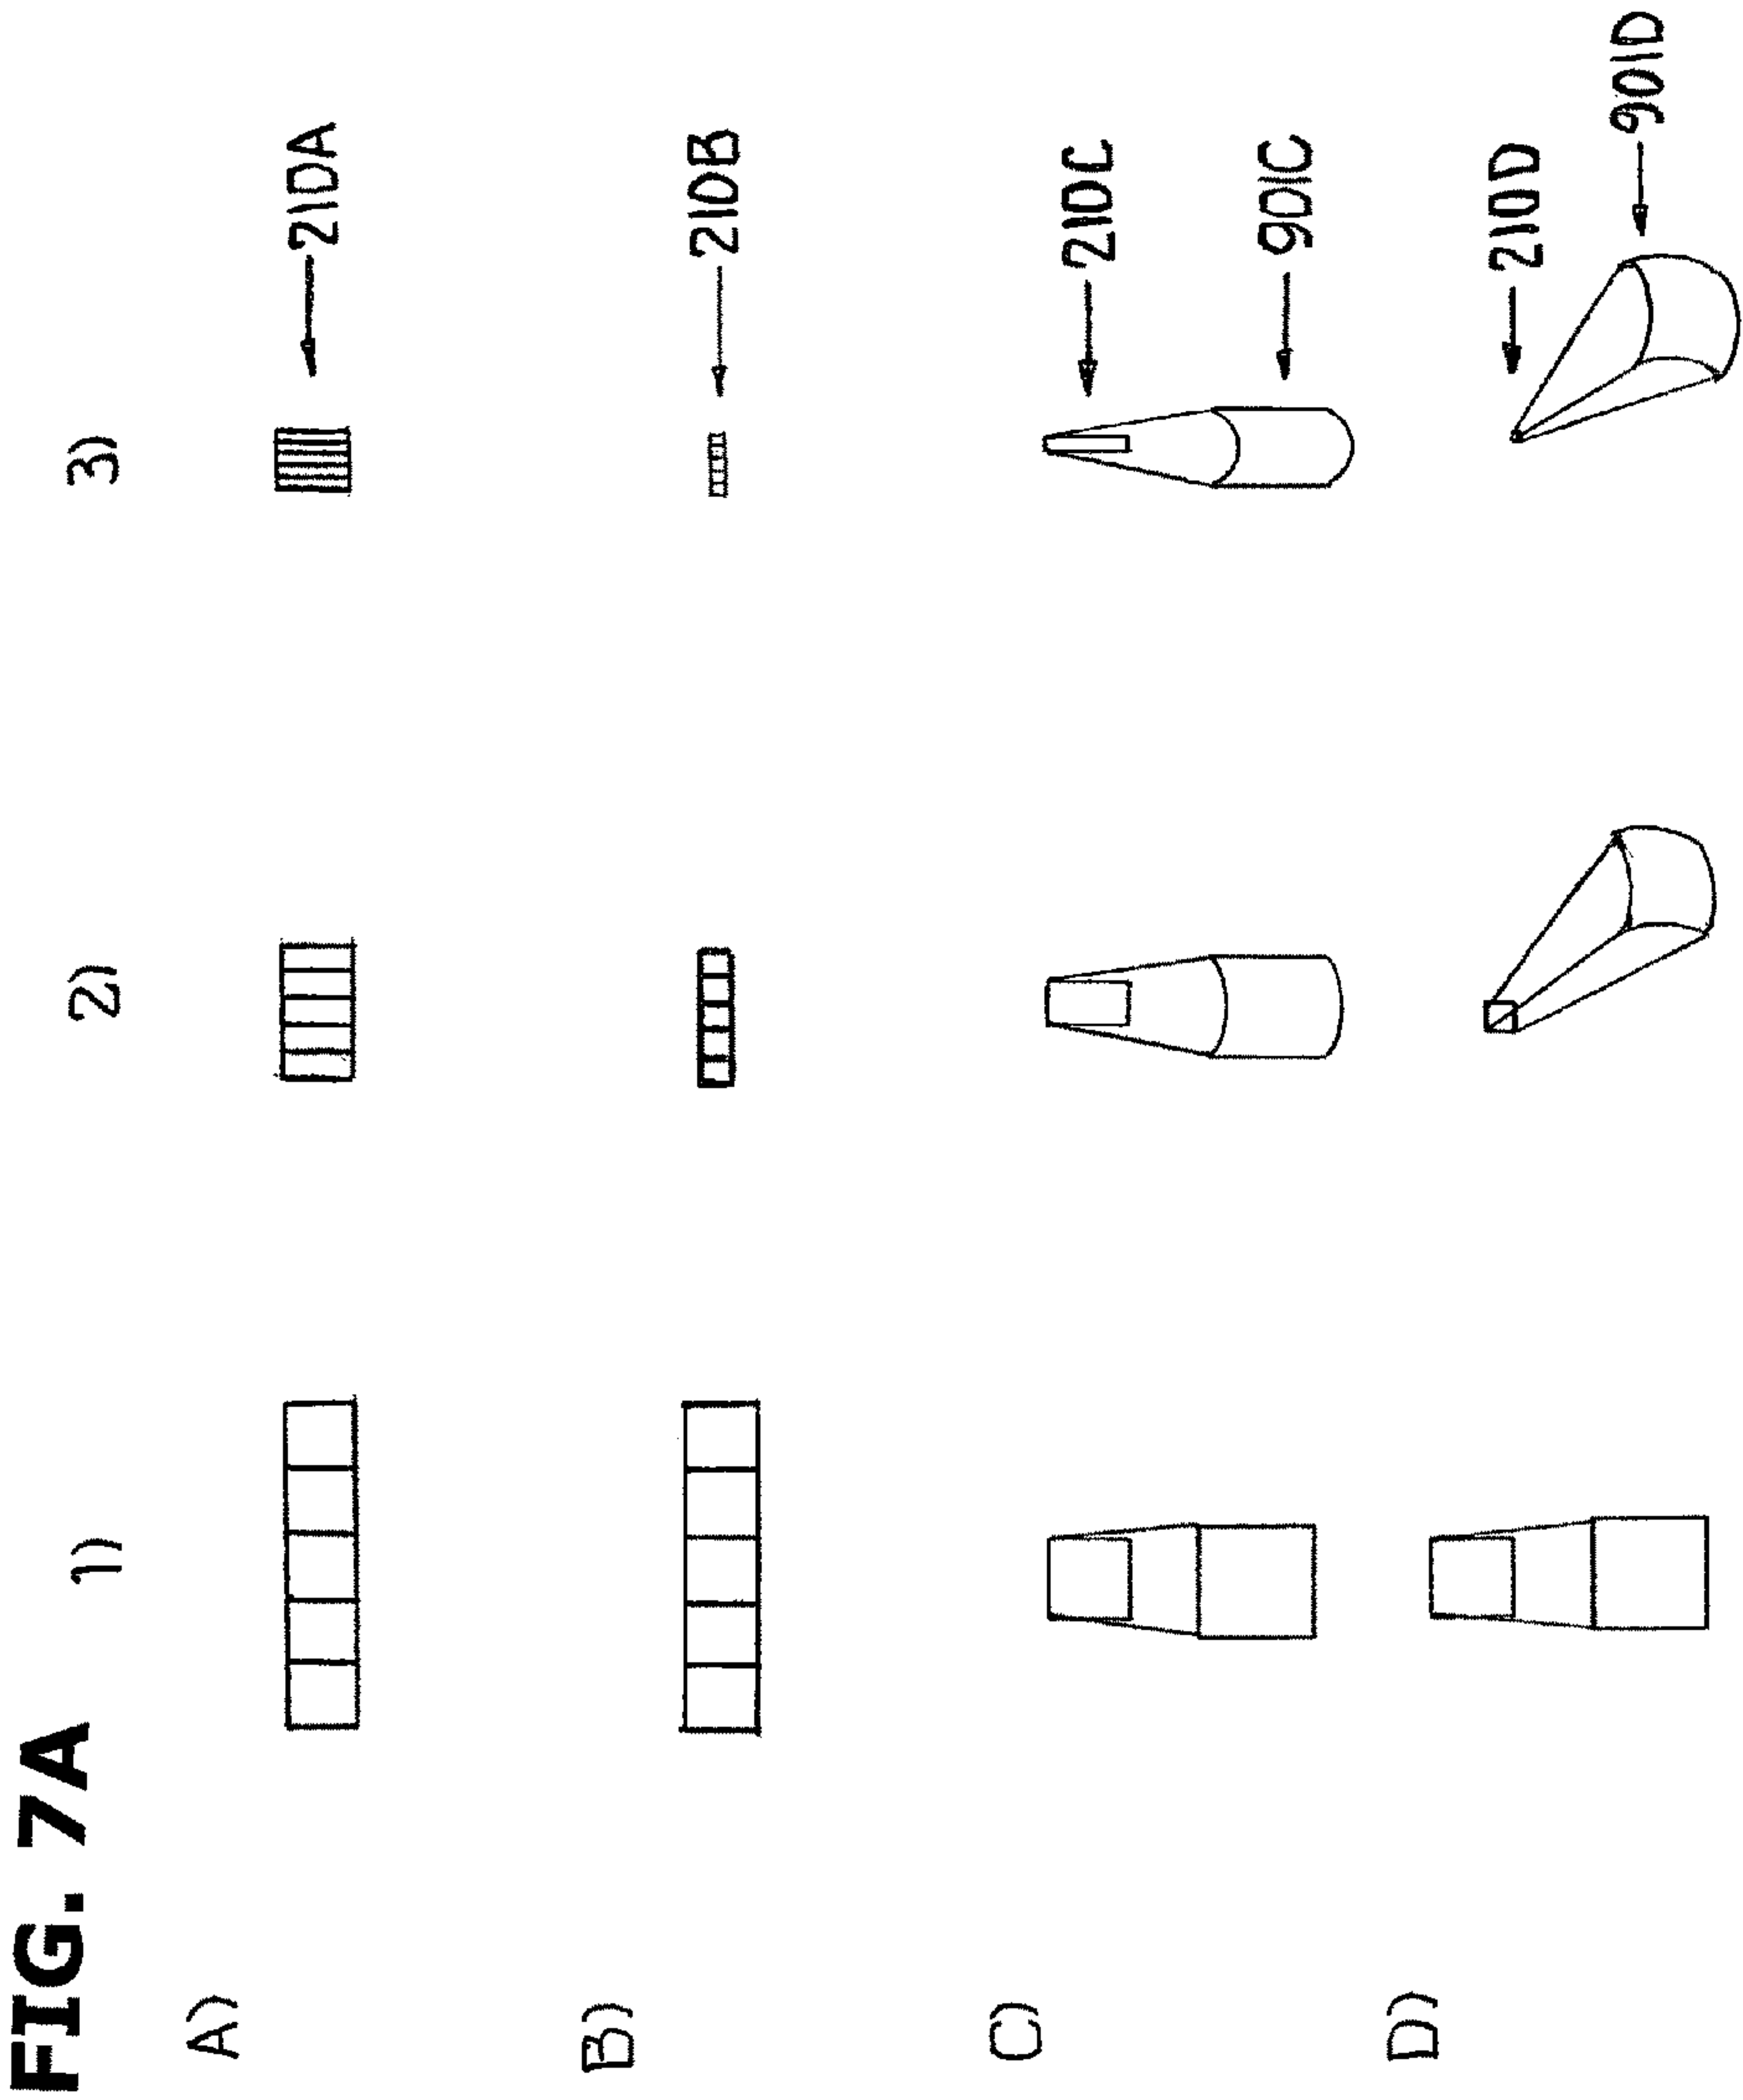 FIG. 7A
1) 2) 3)
A) 210A
B) 210B
C) 210C
901C
D) 210D
901D